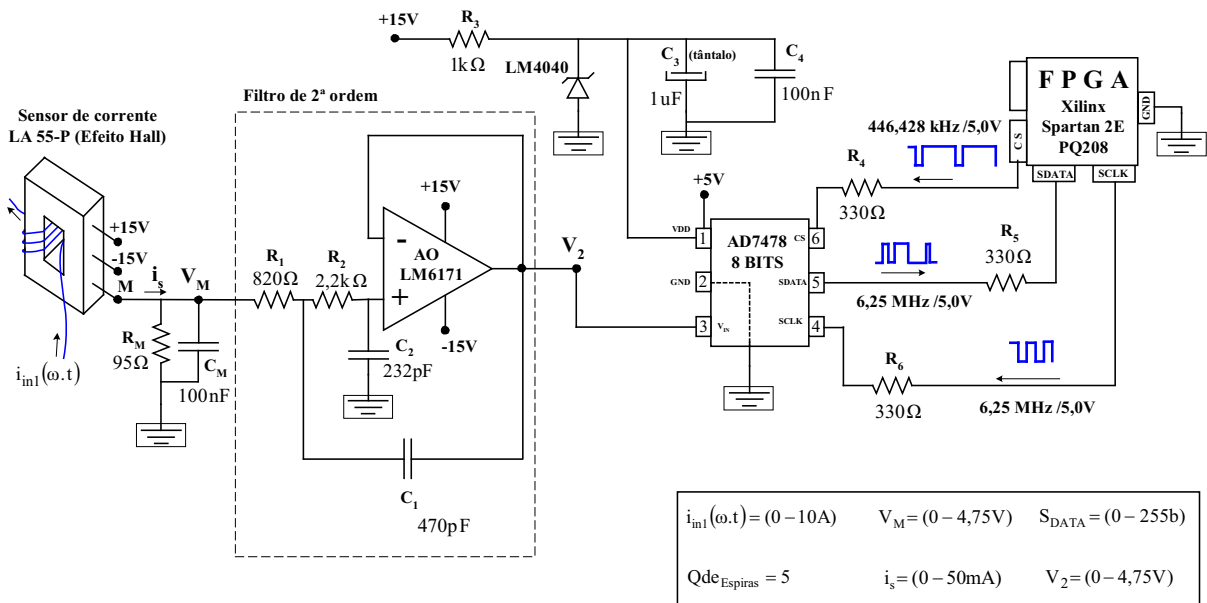 +15V
R3
1kΩ
LM4040
C3
(tântalo)
1uF
C4
100nF
F P G A
Xilinx
Spartan 2E
PQ208
GND
CS
SDATA
SCLK
Filtro de 2ª ordem
Sensor de corrente
LA 55-P (Efeito Hall)
446,428 kHz/5,0V
R4
330Ω
+15V
-15V
M
is
VM
RM
95Ω
CM
100nF
iin1(ω.t)
R1
820Ω
R2
2,2kΩ
-
+
+15V
AO
LM6171
-15V
C2
232pF
C1
470pF
V2
+5V
VDD
1
GND
2
VIN
3
AD7478
8 BITS
CS
6
SDATA
5
SCLK
4
6,25 MHz/5,0V
R5
330Ω
R6
330Ω
6,25 MHz/5,0V
iin1(ω.t)=(0–10A) VM=(0–4,75V) SDATA=(0–255b)
QdeEspiras = 5 is=(0–50mA) V2=(0–4,75V)